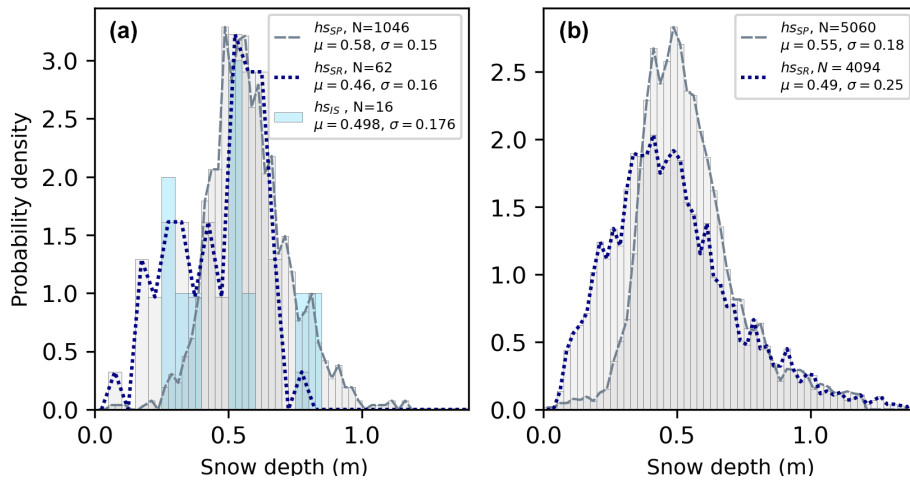 (a)
hs_SP, N=1046
μ = 0.58, σ = 0.15
hs_SR, N=62
μ = 0.46, σ = 0.16
hs_IS , N=16
μ = 0.498, σ = 0.176
Probability density
3.0
2.5
2.0
1.5
1.0
0.5
0.0
0.0 0.5 1.0
Snow depth (m)
(b)
hs_SP, N=5060
μ = 0.55, σ = 0.18
hs_SR, N = 4094
μ = 0.49, σ = 0.25
2.5
2.0
1.5
1.0
0.5
0.0
0.0 0.5 1.0
Snow depth (m)